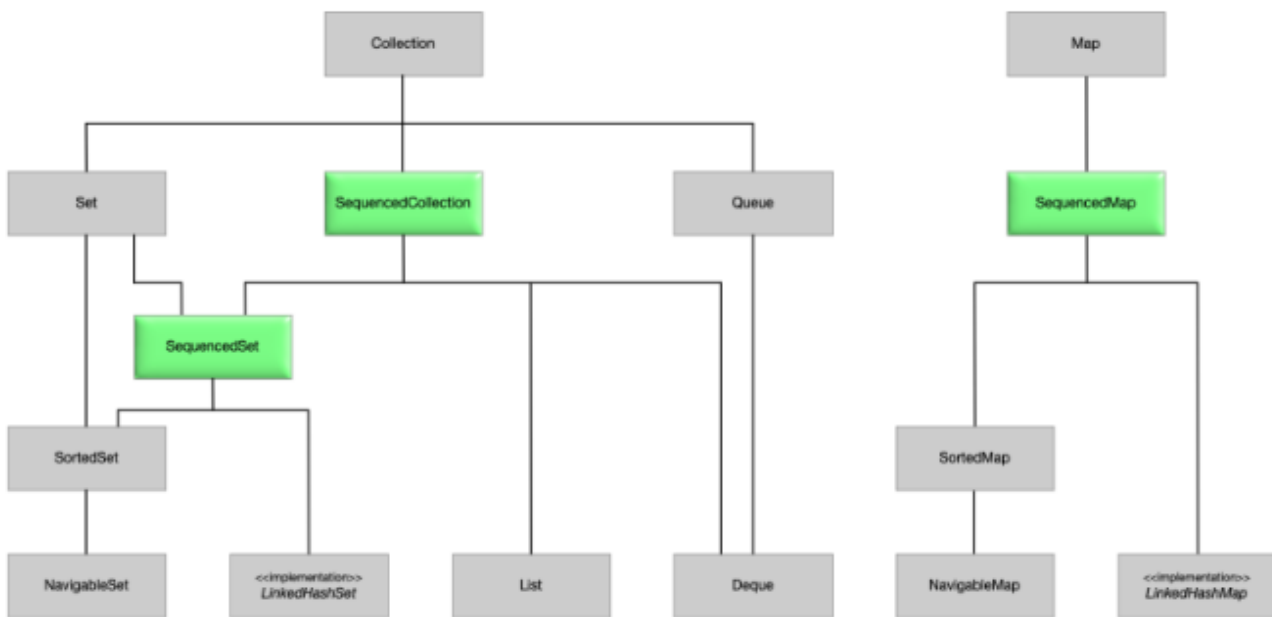 Collection
Map
Set
SequencedCollection
Queue
SequencedMap
SequencedSet
SortedSet
SortedMap
NavigableSet
<<implementation>>
LinkedHashSet
List
Deque
NavigableMap
<<implementation>>
LinkedHashMap